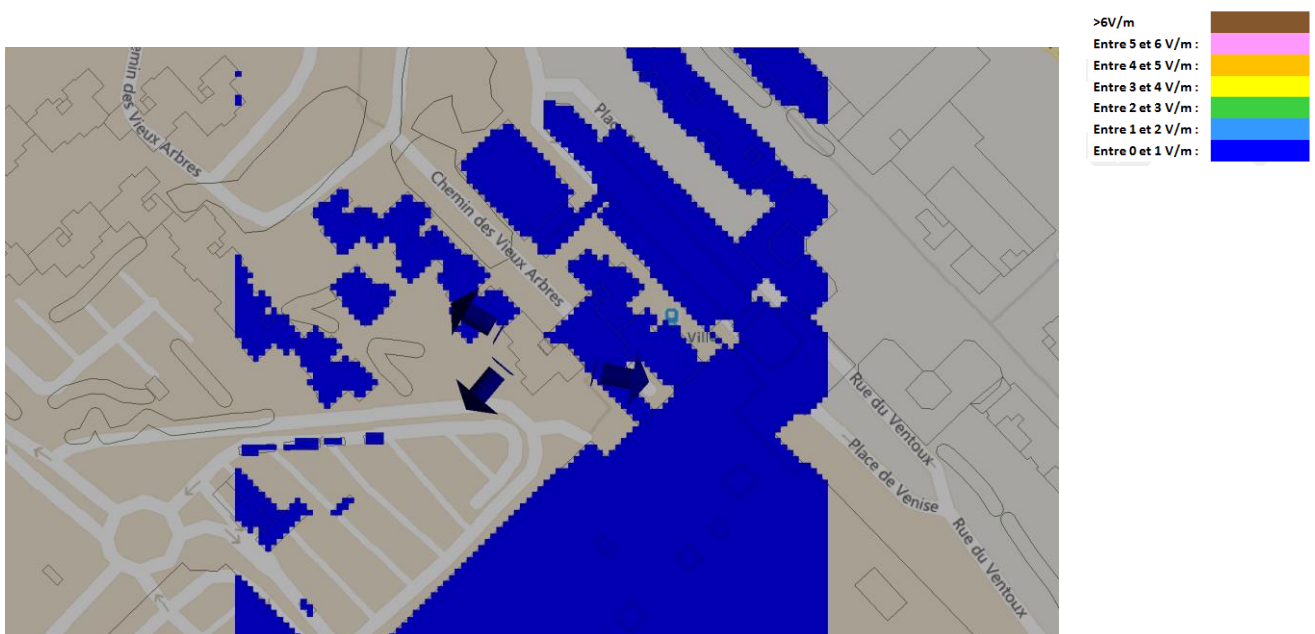 >6V/m
Entre 5 et 6 V/m :
Entre 4 et 5 V/m :
Entre 3 et 4 V/m :
Entre 2 et 3 V/m :
Entre 1 et 2 V/m :
Entre 0 et 1 V/m :
emin des Vieux Arbres
Plac
Chemin des Vieux Arbres
Ville
Rue du Ventoux
Place de Venise
Rue du Ventoux